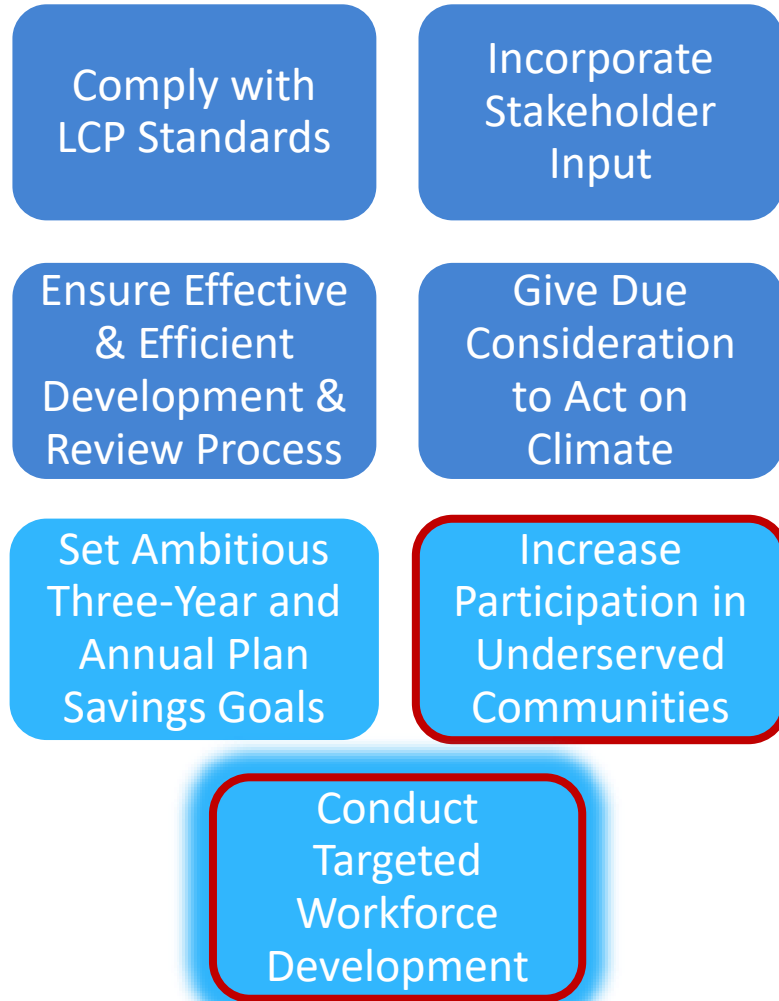 Comply with
LCP Standards
Incorporate
Stakeholder
Input
Ensure Effective
& Efficient
Development &
Review Process
Give Due
Consideration
to Act on
Climate
Set Ambitious
Three-Year and
Annual Plan
Savings Goals
Increase
Participation in
Underserved
Communities
Conduct
Targeted
Workforce
Development